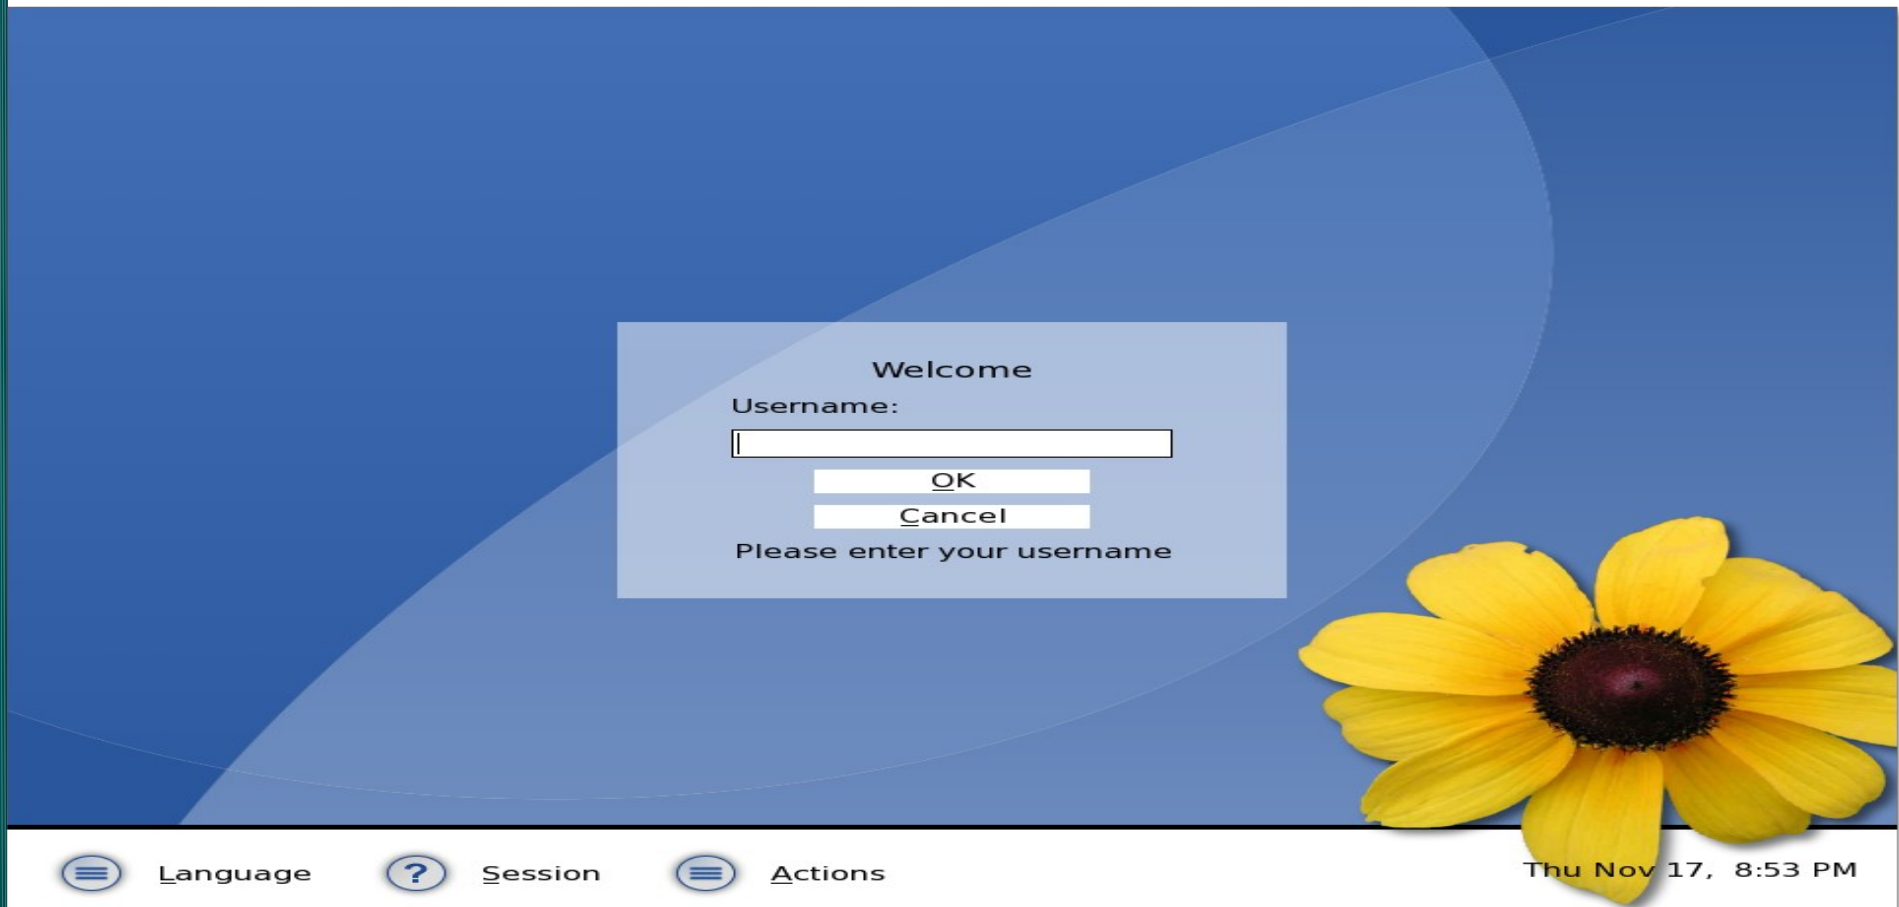 Welcome
Username:
OK
Cancel
Please enter your username
Language
Session
Actions
Thu Nov 17, 8:53 PM